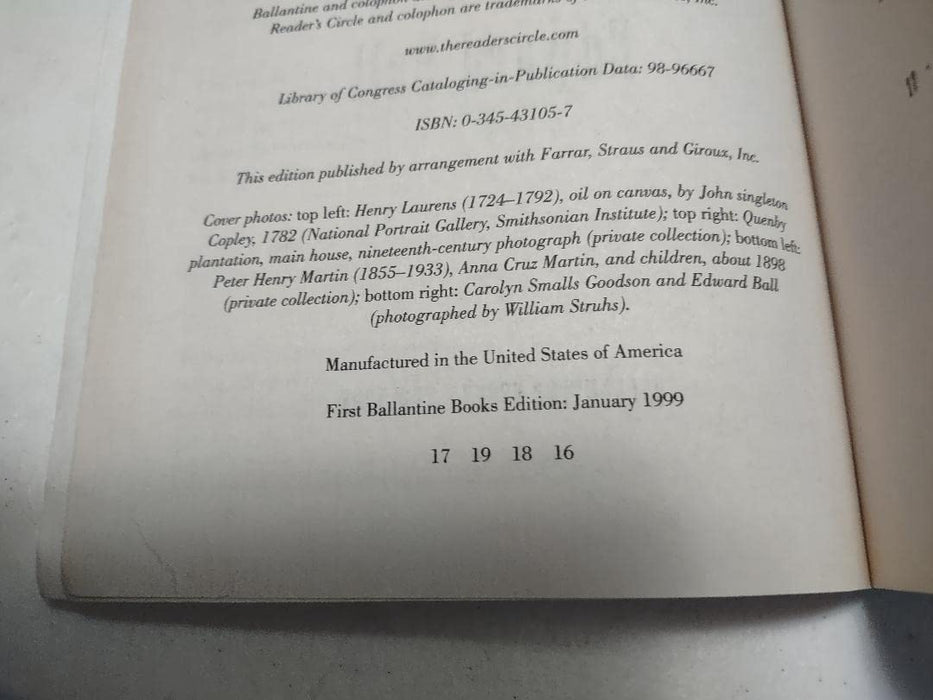 Ballantine and
Reader's Circle and colophon are trademarks of Inc.
www.thereaderscircle.com
Library of Congress Cataloging-in-Publication Data: 98-96667
ISBN: 0-345-43105-7
This edition published by arrangement with Farrar, Straus and Giroux, Inc.
Cover photos: top left: Henry Laurens (1724–1792), oil on canvas, by John singleton
Copley, 1782 (National Portrait Gallery, Smithsonian Institute); top right: Quenby
plantation, main house, nineteenth-century photograph (private collection); bottom left:
Peter Henry Martin (1855–1933), Anna Cruz Martin, and children, about 1898
(private collection); bottom right: Carolyn Smalls Goodson and Edward Ball
(photographed by William Struhs).
Manufactured in the United States of America
First Ballantine Books Edition: January 1999
17 19 18 16